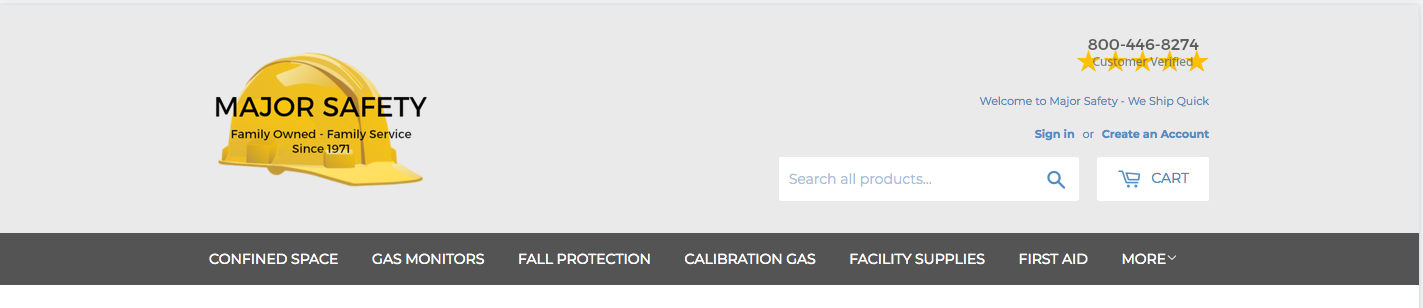 MAJOR SAFETY
Family Owned - Family Service
Since 1971
800-446-8274
Customer Verified
Welcome to Major Safety - We Ship Quick
Sign in or Create an Account
Search all products...
CART
CONFINED SPACE GAS MONITORS FALL PROTECTION CALIBRATION GAS FACILITY SUPPLIES FIRST AID MORE